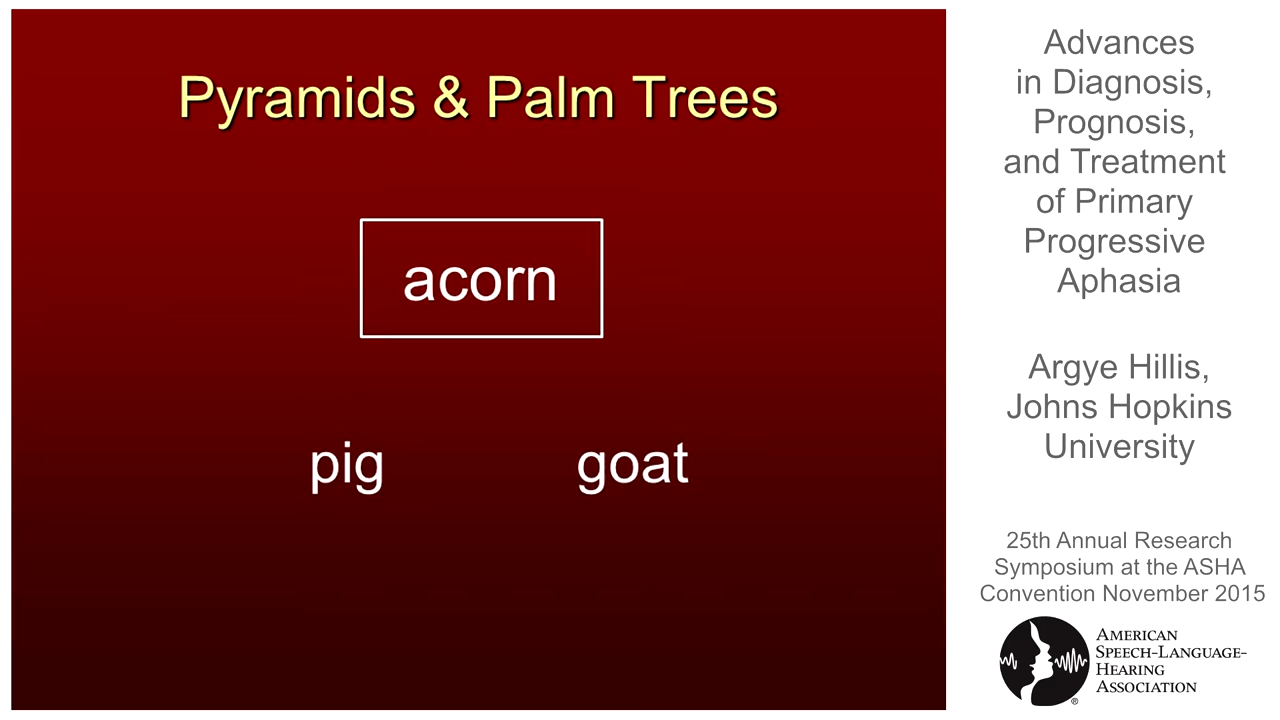 Pyramids & Palm Trees
acorn
pig goat
Advances
in Diagnosis,
Prognosis,
and Treatment
of Primary
Progressive
Aphasia
Argye Hillis,
Johns Hopkins
University
25th Annual Research
Symposium at the ASHA
Convention November 2015
AMERICAN
SPEECH-LANGUAGE-
HEARING
ASSOCIATION
®